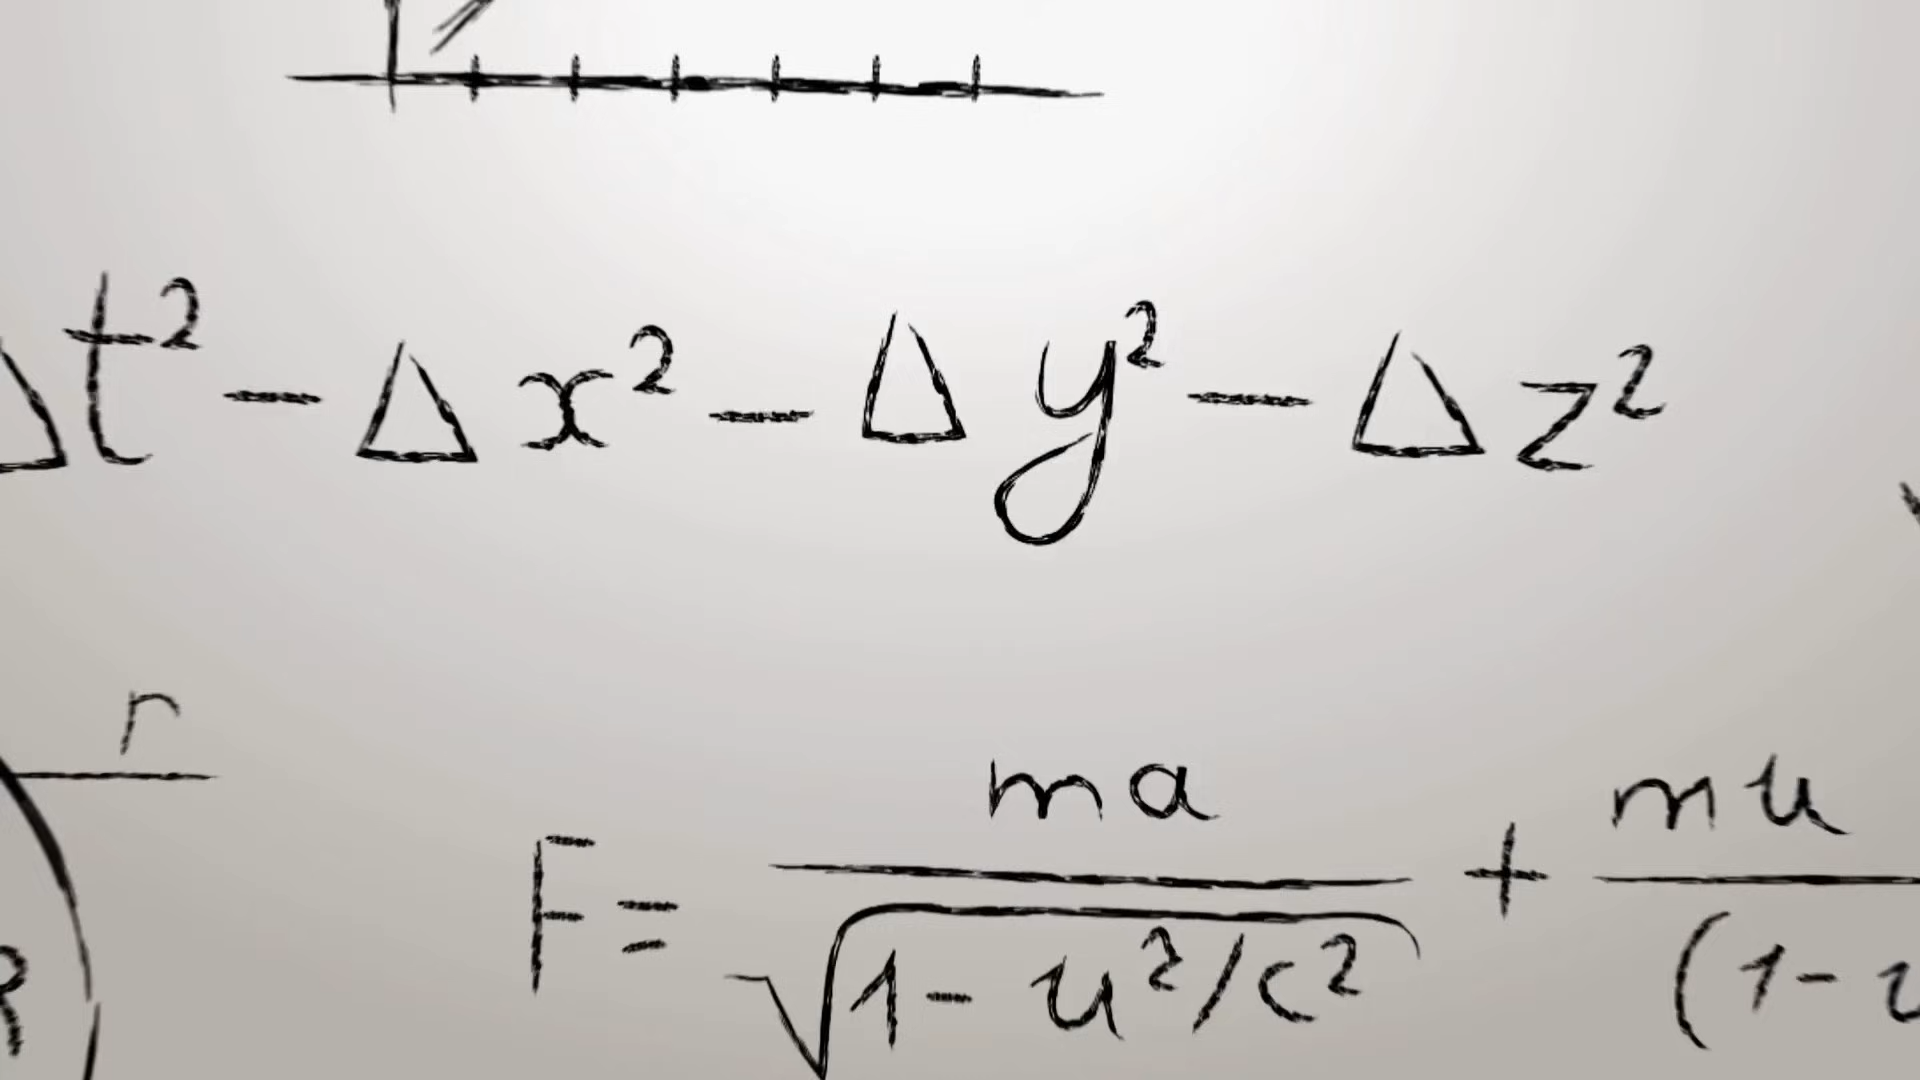 Δt² - Δx² - Δy² - Δz²
r
F = ma / √(1 - u²/c²) + mu / (1 -